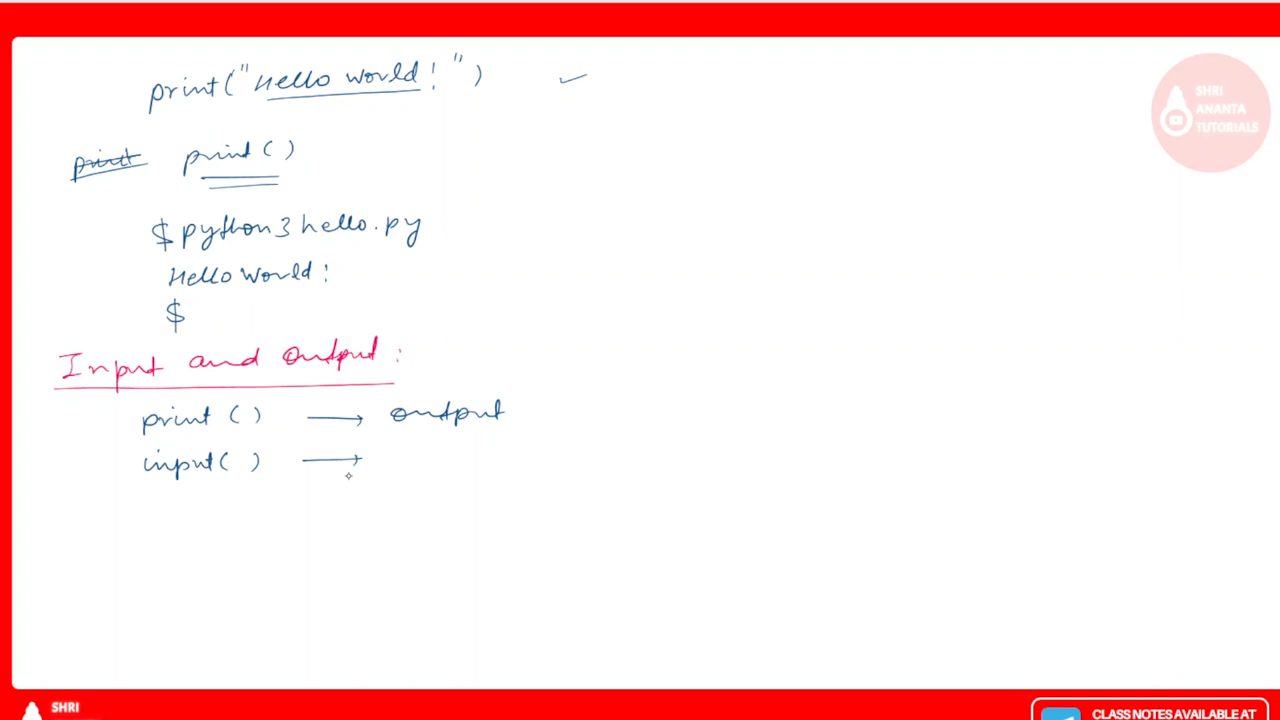 print("Hello world!")
SHRI
ANANTA
TUTORIALS
print print()
$ python3 hello.py
Hello World!
$
Input and Output:
print() → output
input() →
SHRI
CLASS NOTES AVAILABLE AT